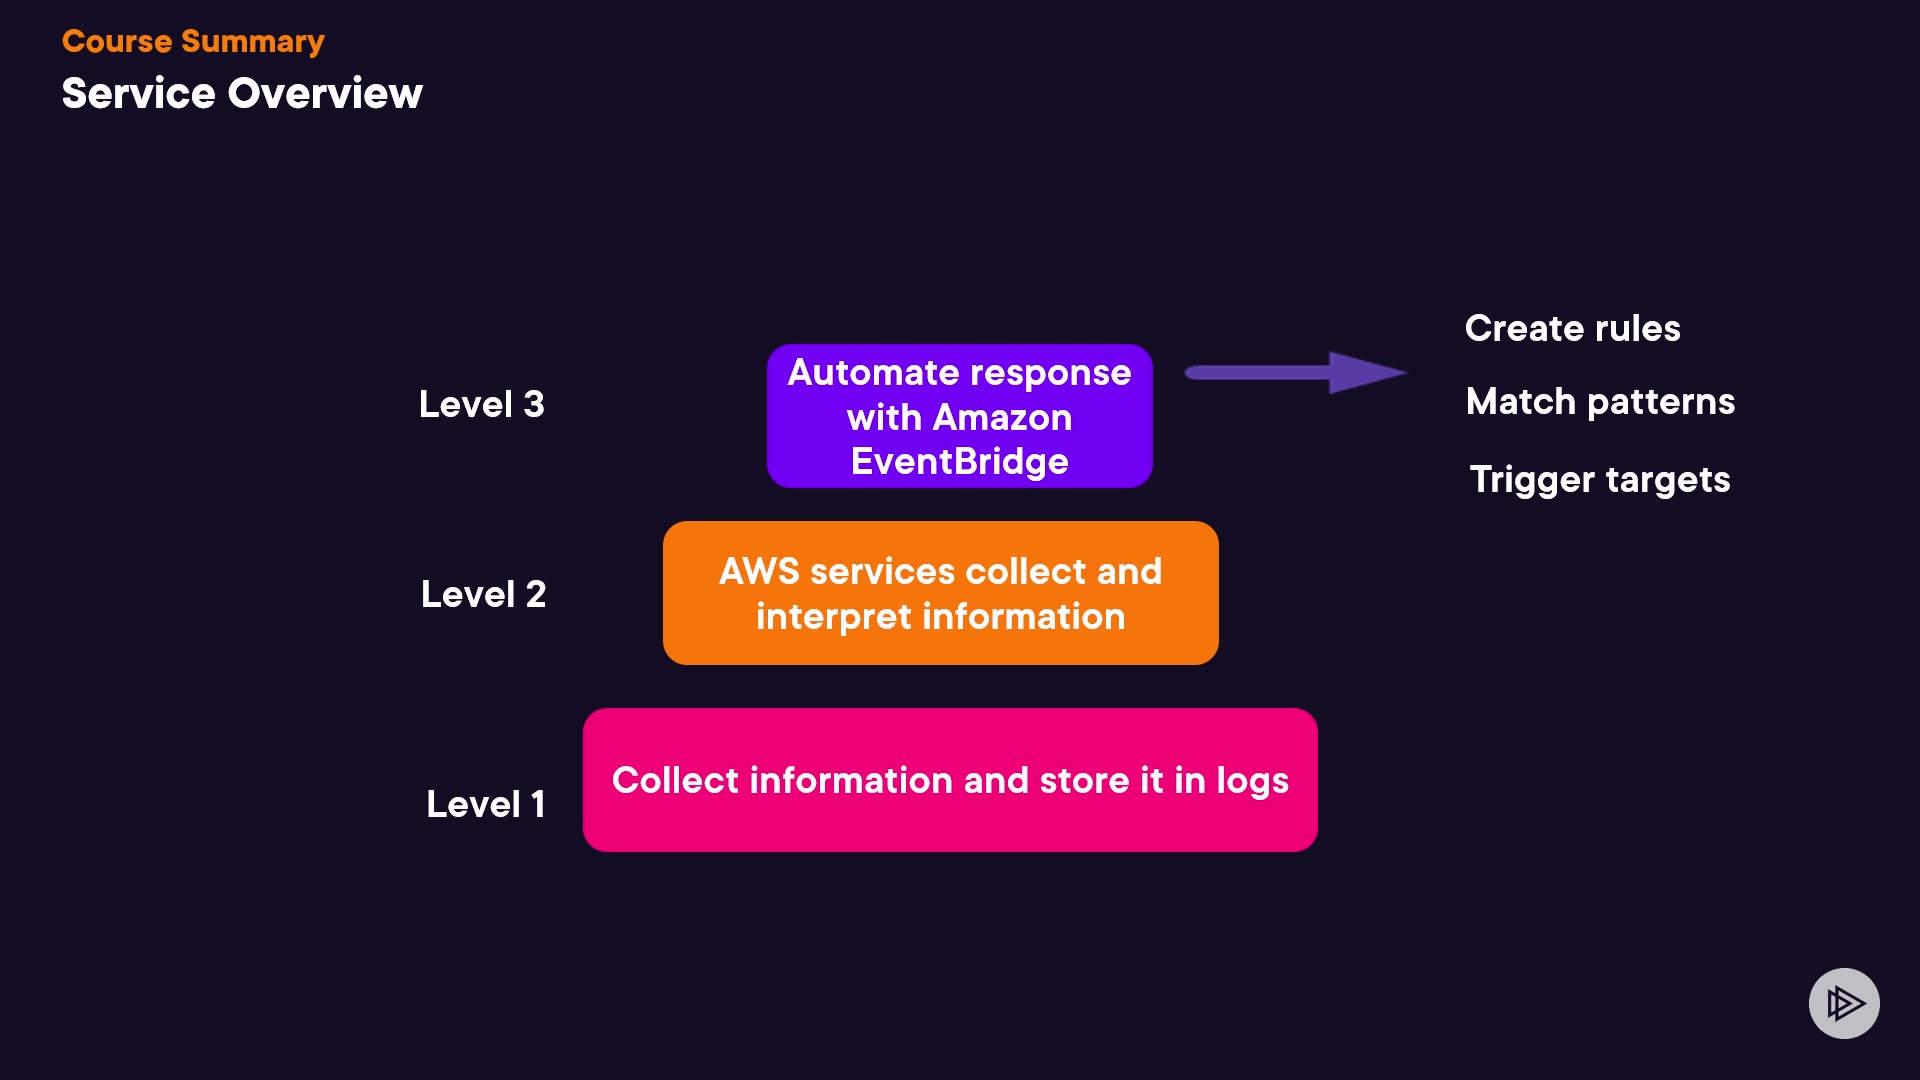 Course Summary
Service Overview
Level 3
Automate response
with Amazon
EventBridge
Create rules
Match patterns
Trigger targets
Level 2
AWS services collect and
interpret information
Level 1
Collect information and store it in logs